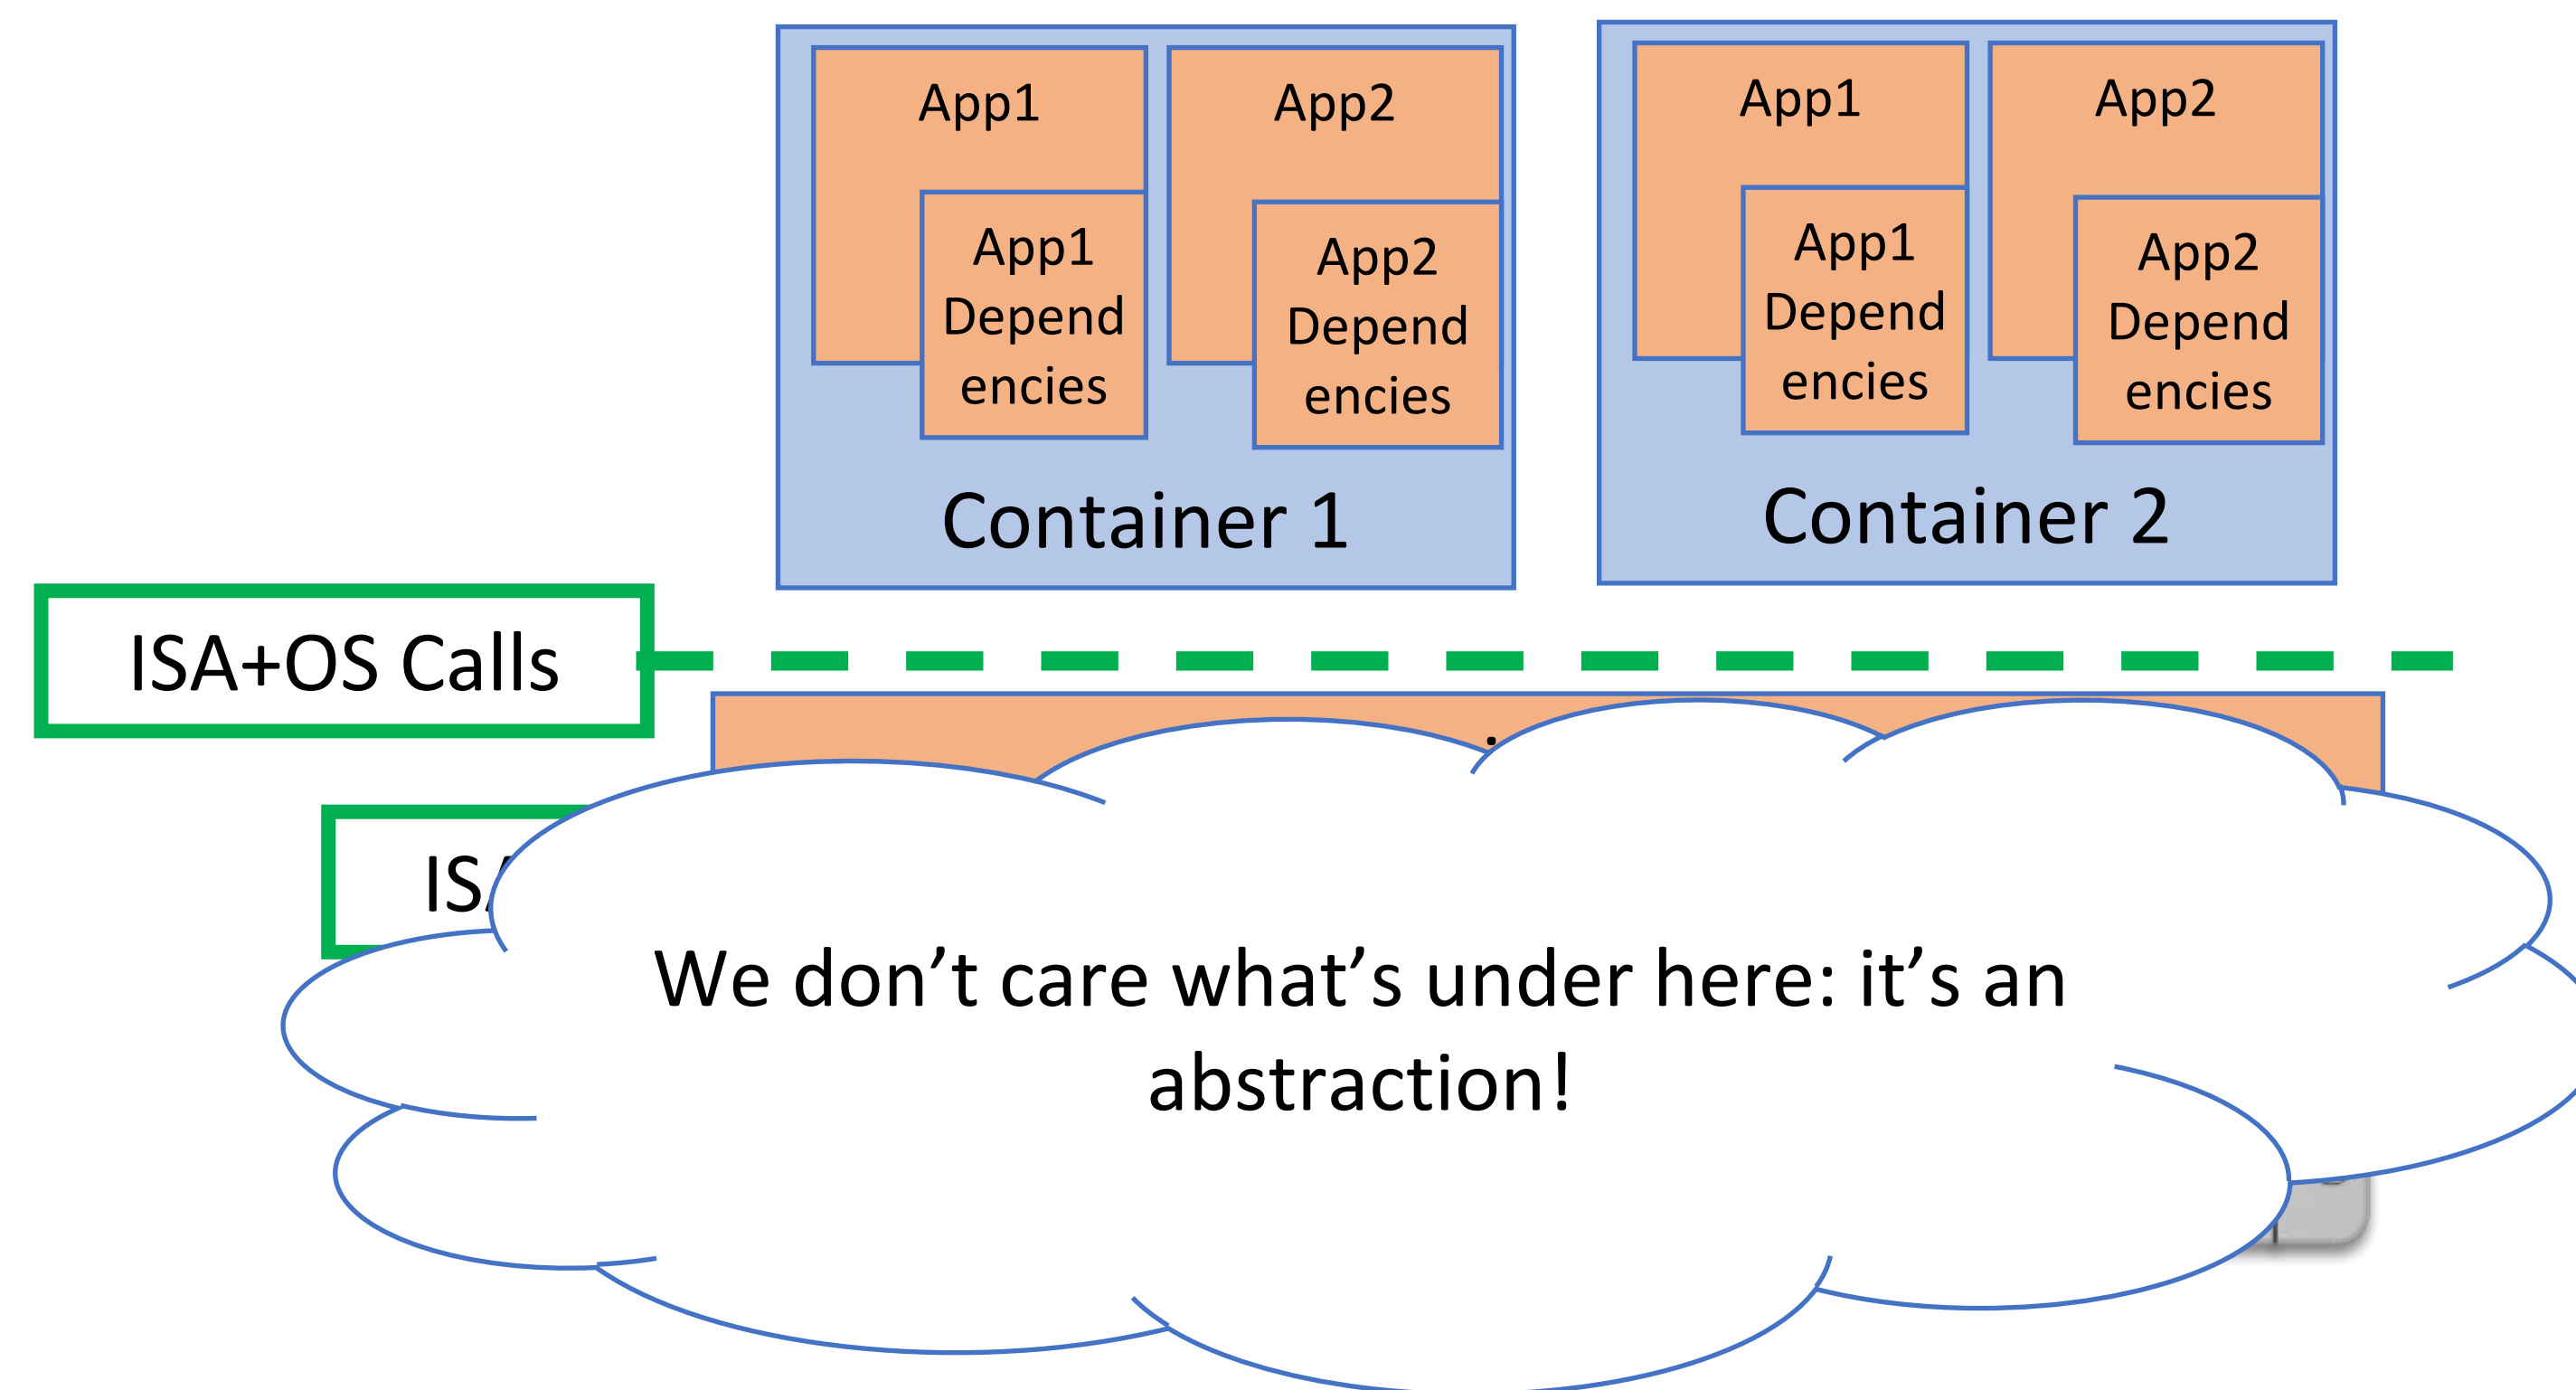 App1
App2
App1
Depend
encies
App2
Depend
encies
Container 1
App1
App2
App1
Depend
encies
App2
Depend
encies
Container 2
ISA+OS Calls
We don’t care what’s under here: it’s an
abstraction!